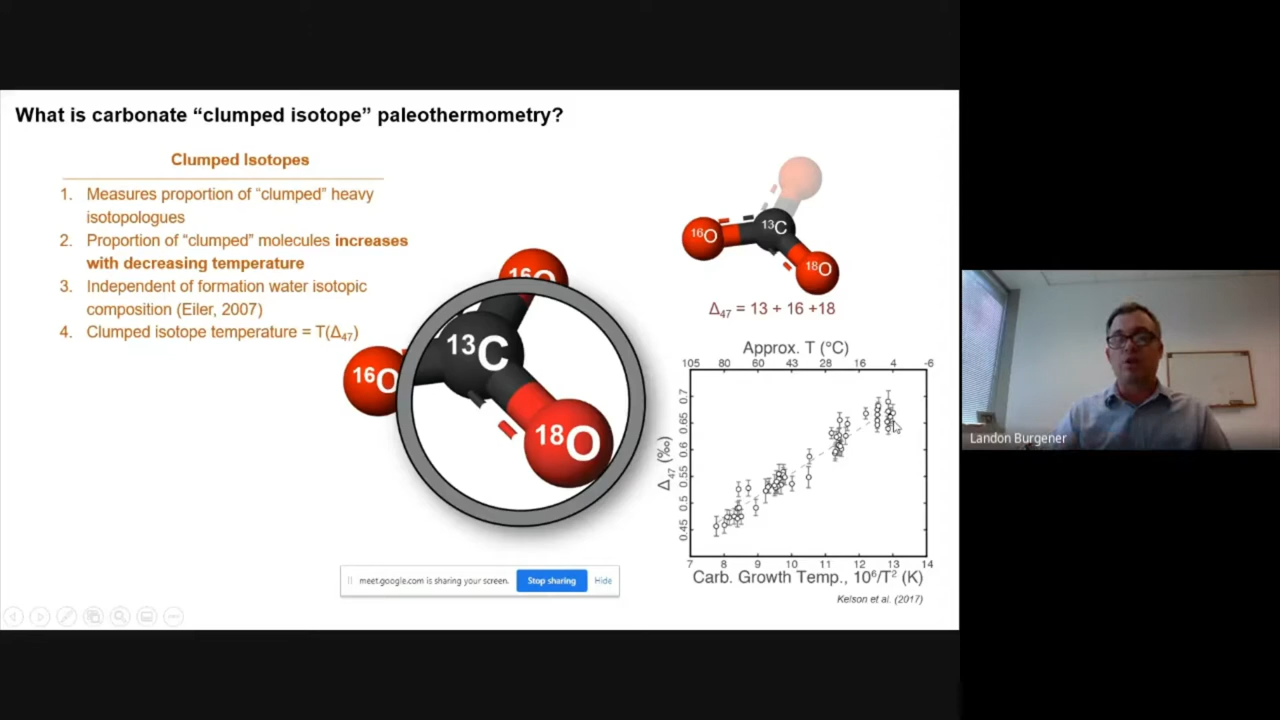 What is carbonate “clumped isotope” paleothermometry?
Clumped Isotopes
1. Measures proportion of “clumped” heavy
isotopologues
2. Proportion of “clumped” molecules increases
with decreasing temperature
3. Independent of formation water isotopic
composition (Eiler, 2007)
4. Clumped isotope temperature = T(Δ47)
16O
13C
16O
18O
16O
13C
18O
Δ47 = 13 + 16 +18
Approx. T (°C)
105 80 60 43 28 16 4 -6
Δ47 (‰)
0.7
0.65
0.6
0.55
0.5
0.45
7 8 9 10 11 12 13 14
Carb. Growth Temp., 10⁶/T² (K)
Kelson et al. (2017)
meet.google.com is sharing your screen. Stop sharing Hide
Landon Burgener